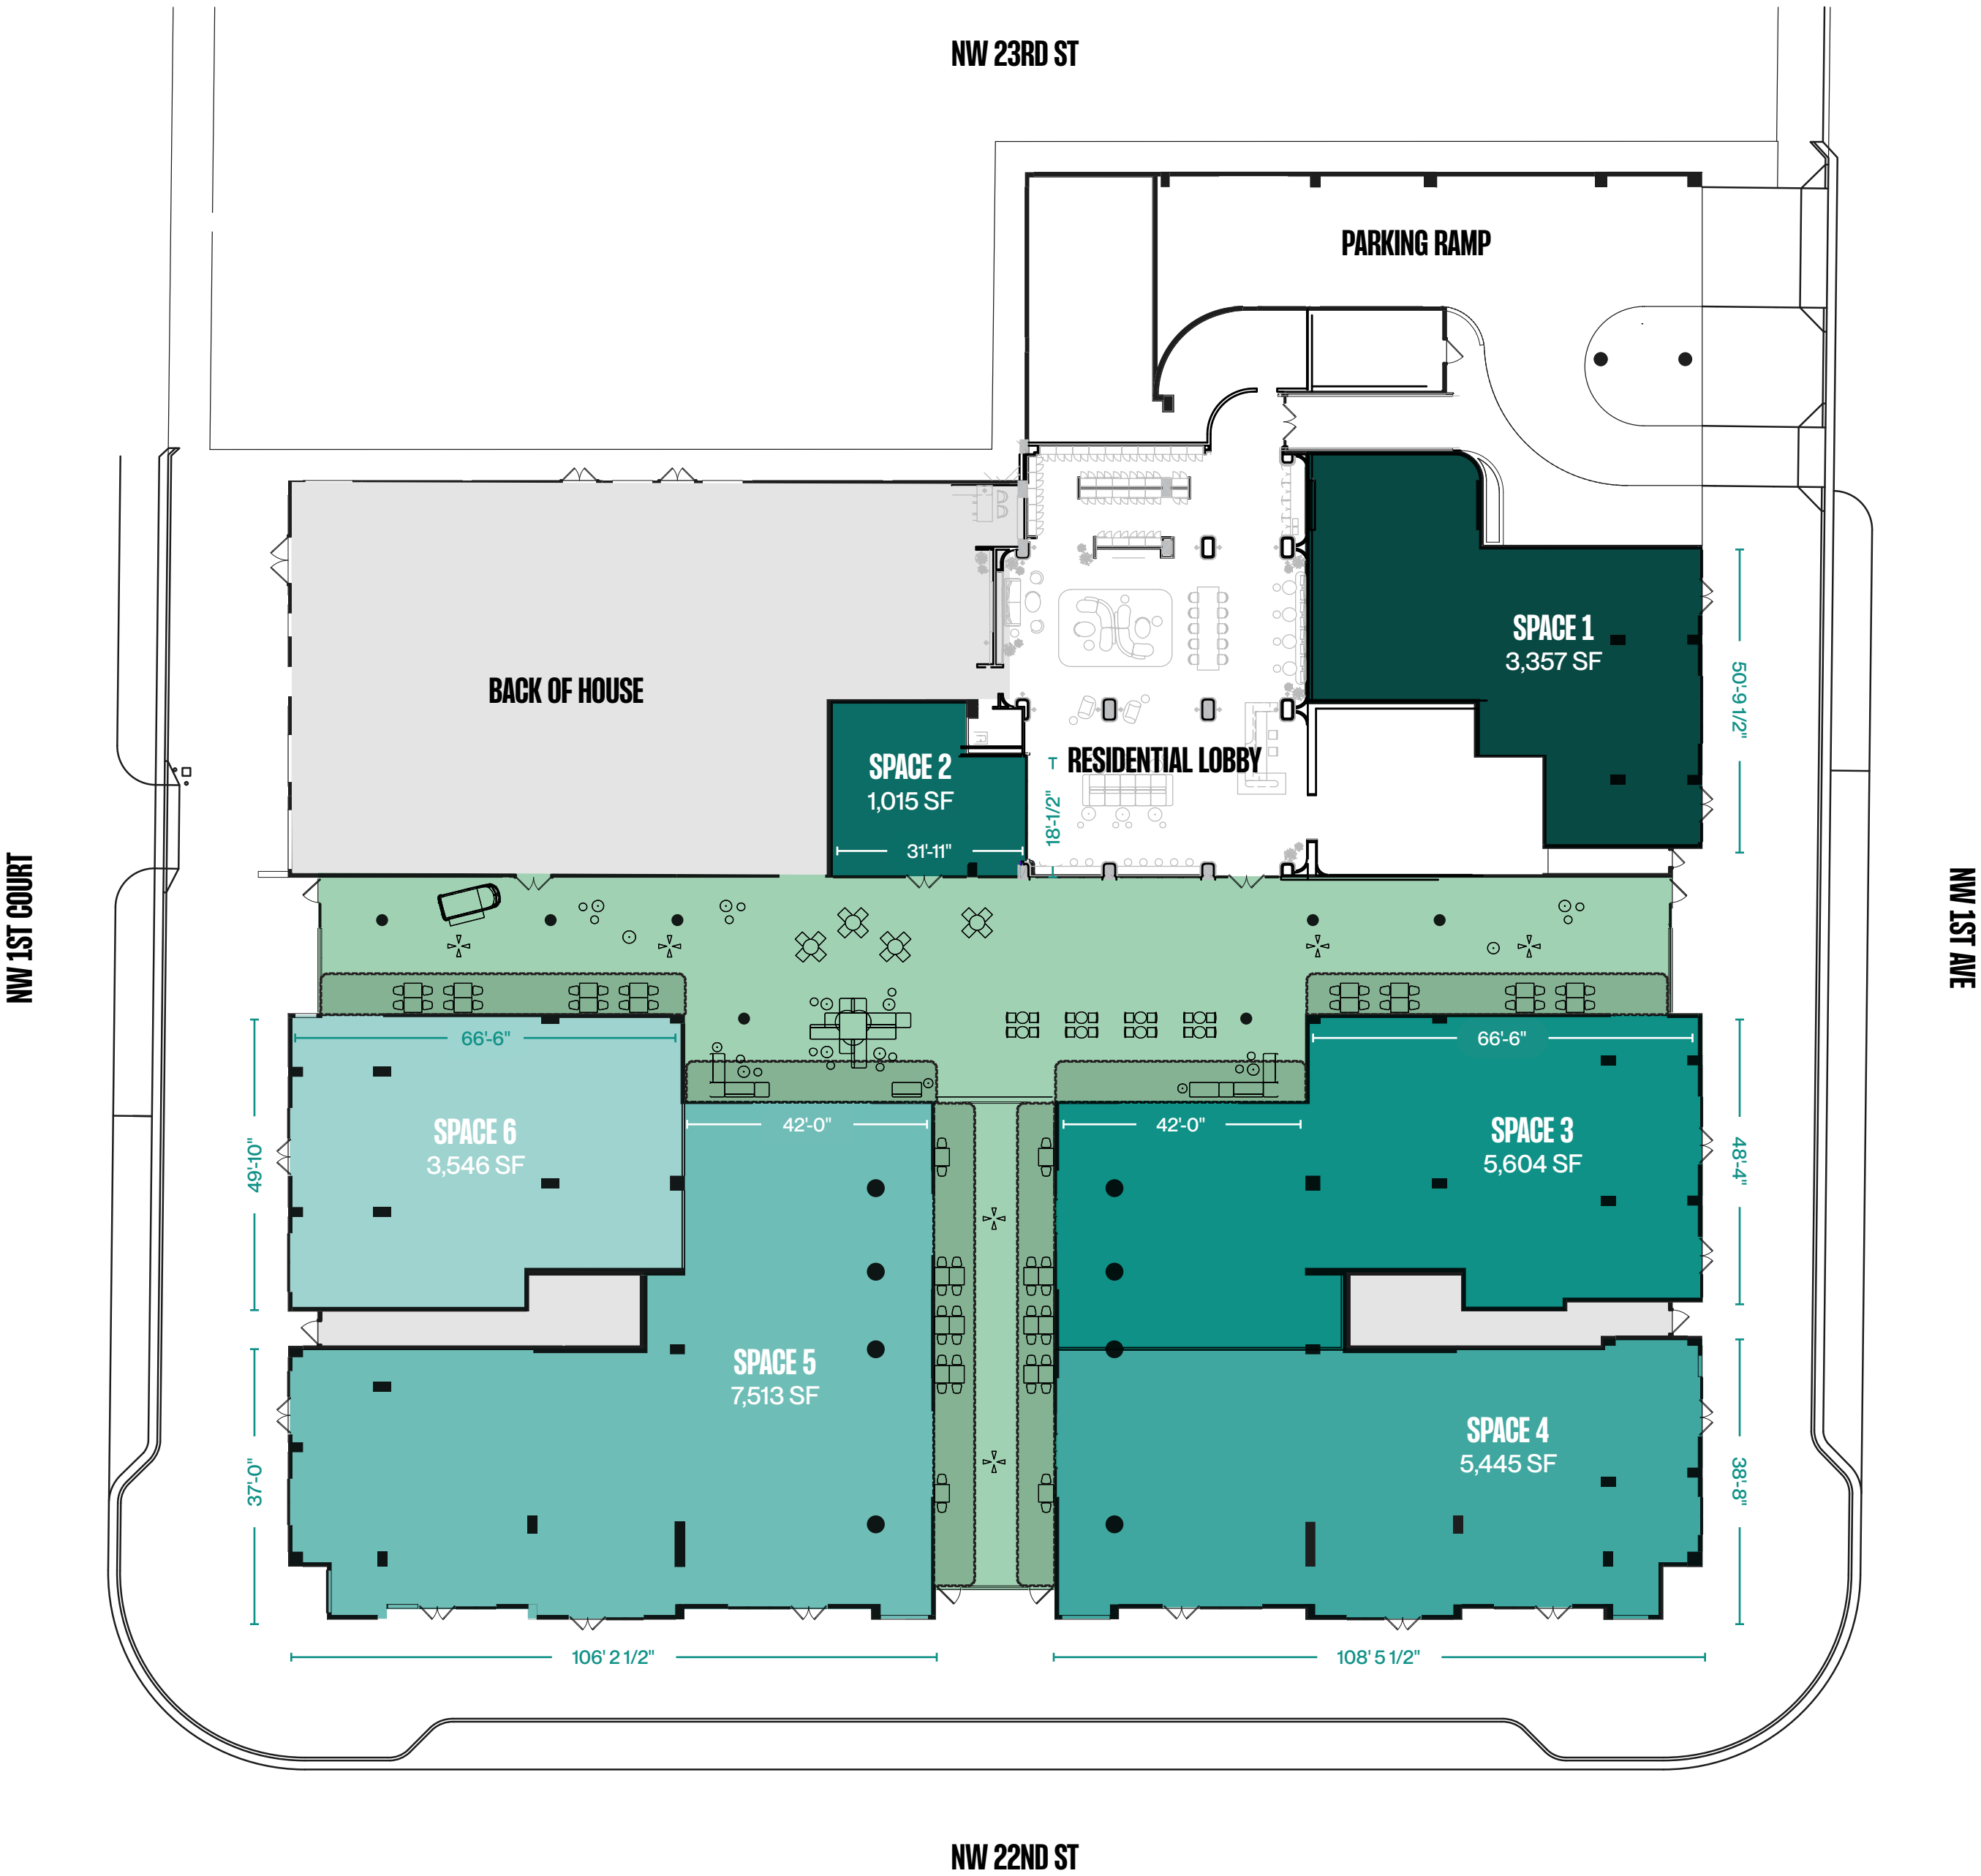 NW 23RD ST
PARKING RAMP
SPACE 1
3,357 SF
50'-9 1/2"
BACK OF HOUSE
RESIDENTIAL LOBBY
SPACE 2
1,015 SF
18'-1/2"
31'-11"
NW 1ST COURT
NW 1ST AVE
66'-6"
66'-6"
42'-0"
42'-0"
SPACE 6
3,546 SF
SPACE 3
5,604 SF
49'-10"
48'-4"
SPACE 5
7,513 SF
SPACE 4
5,445 SF
37'-0"
38'-8"
106' 2 1/2"
108' 5 1/2"
NW 22ND ST